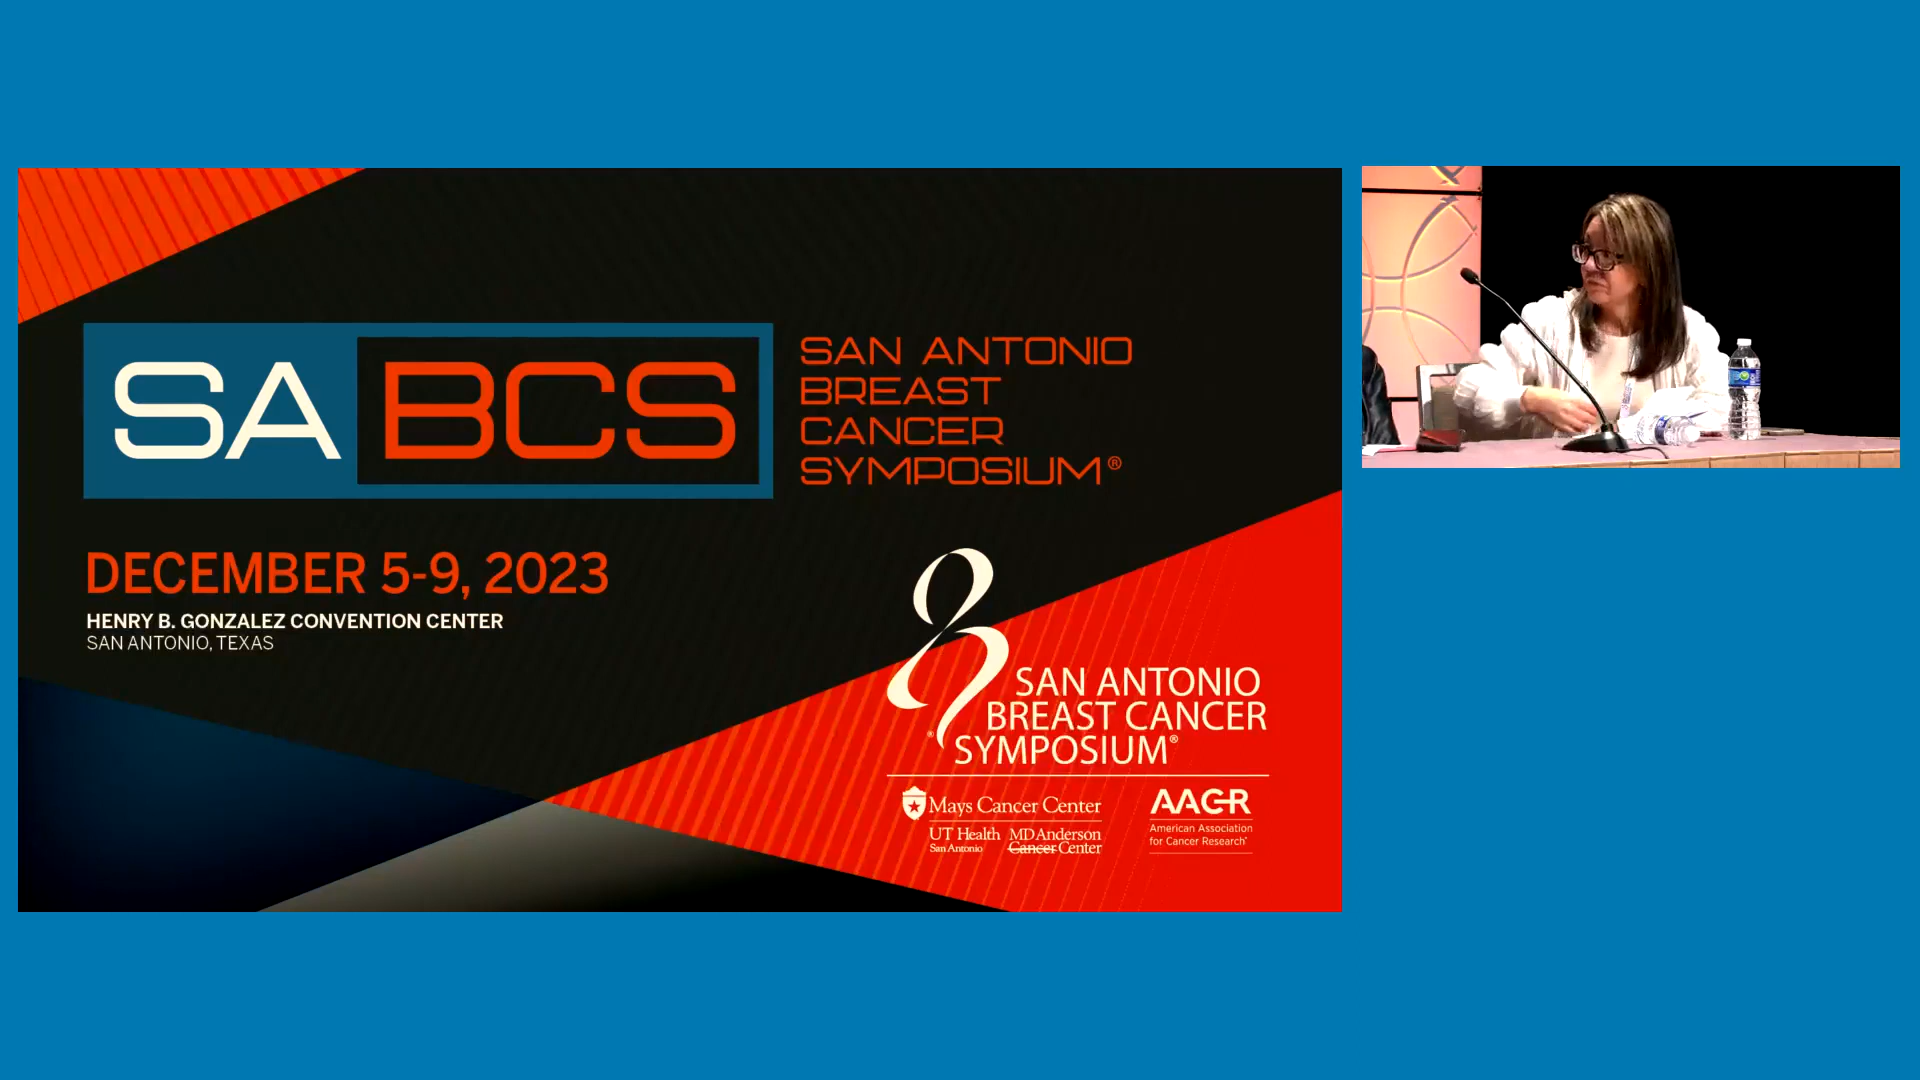 SA BCS
SAN ANTONIO
BREAST
CANCER
SYMPOSIUM®
DECEMBER 5-9, 2023
HENRY B. GONZALEZ CONVENTION CENTER
SAN ANTONIO, TEXAS
SAN ANTONIO
BREAST CANCER
® SYMPOSIUM®
Mays Cancer Center
UT Health
San Antonio
MD Anderson
Cancer Center
AACR
American Association
for Cancer Research®